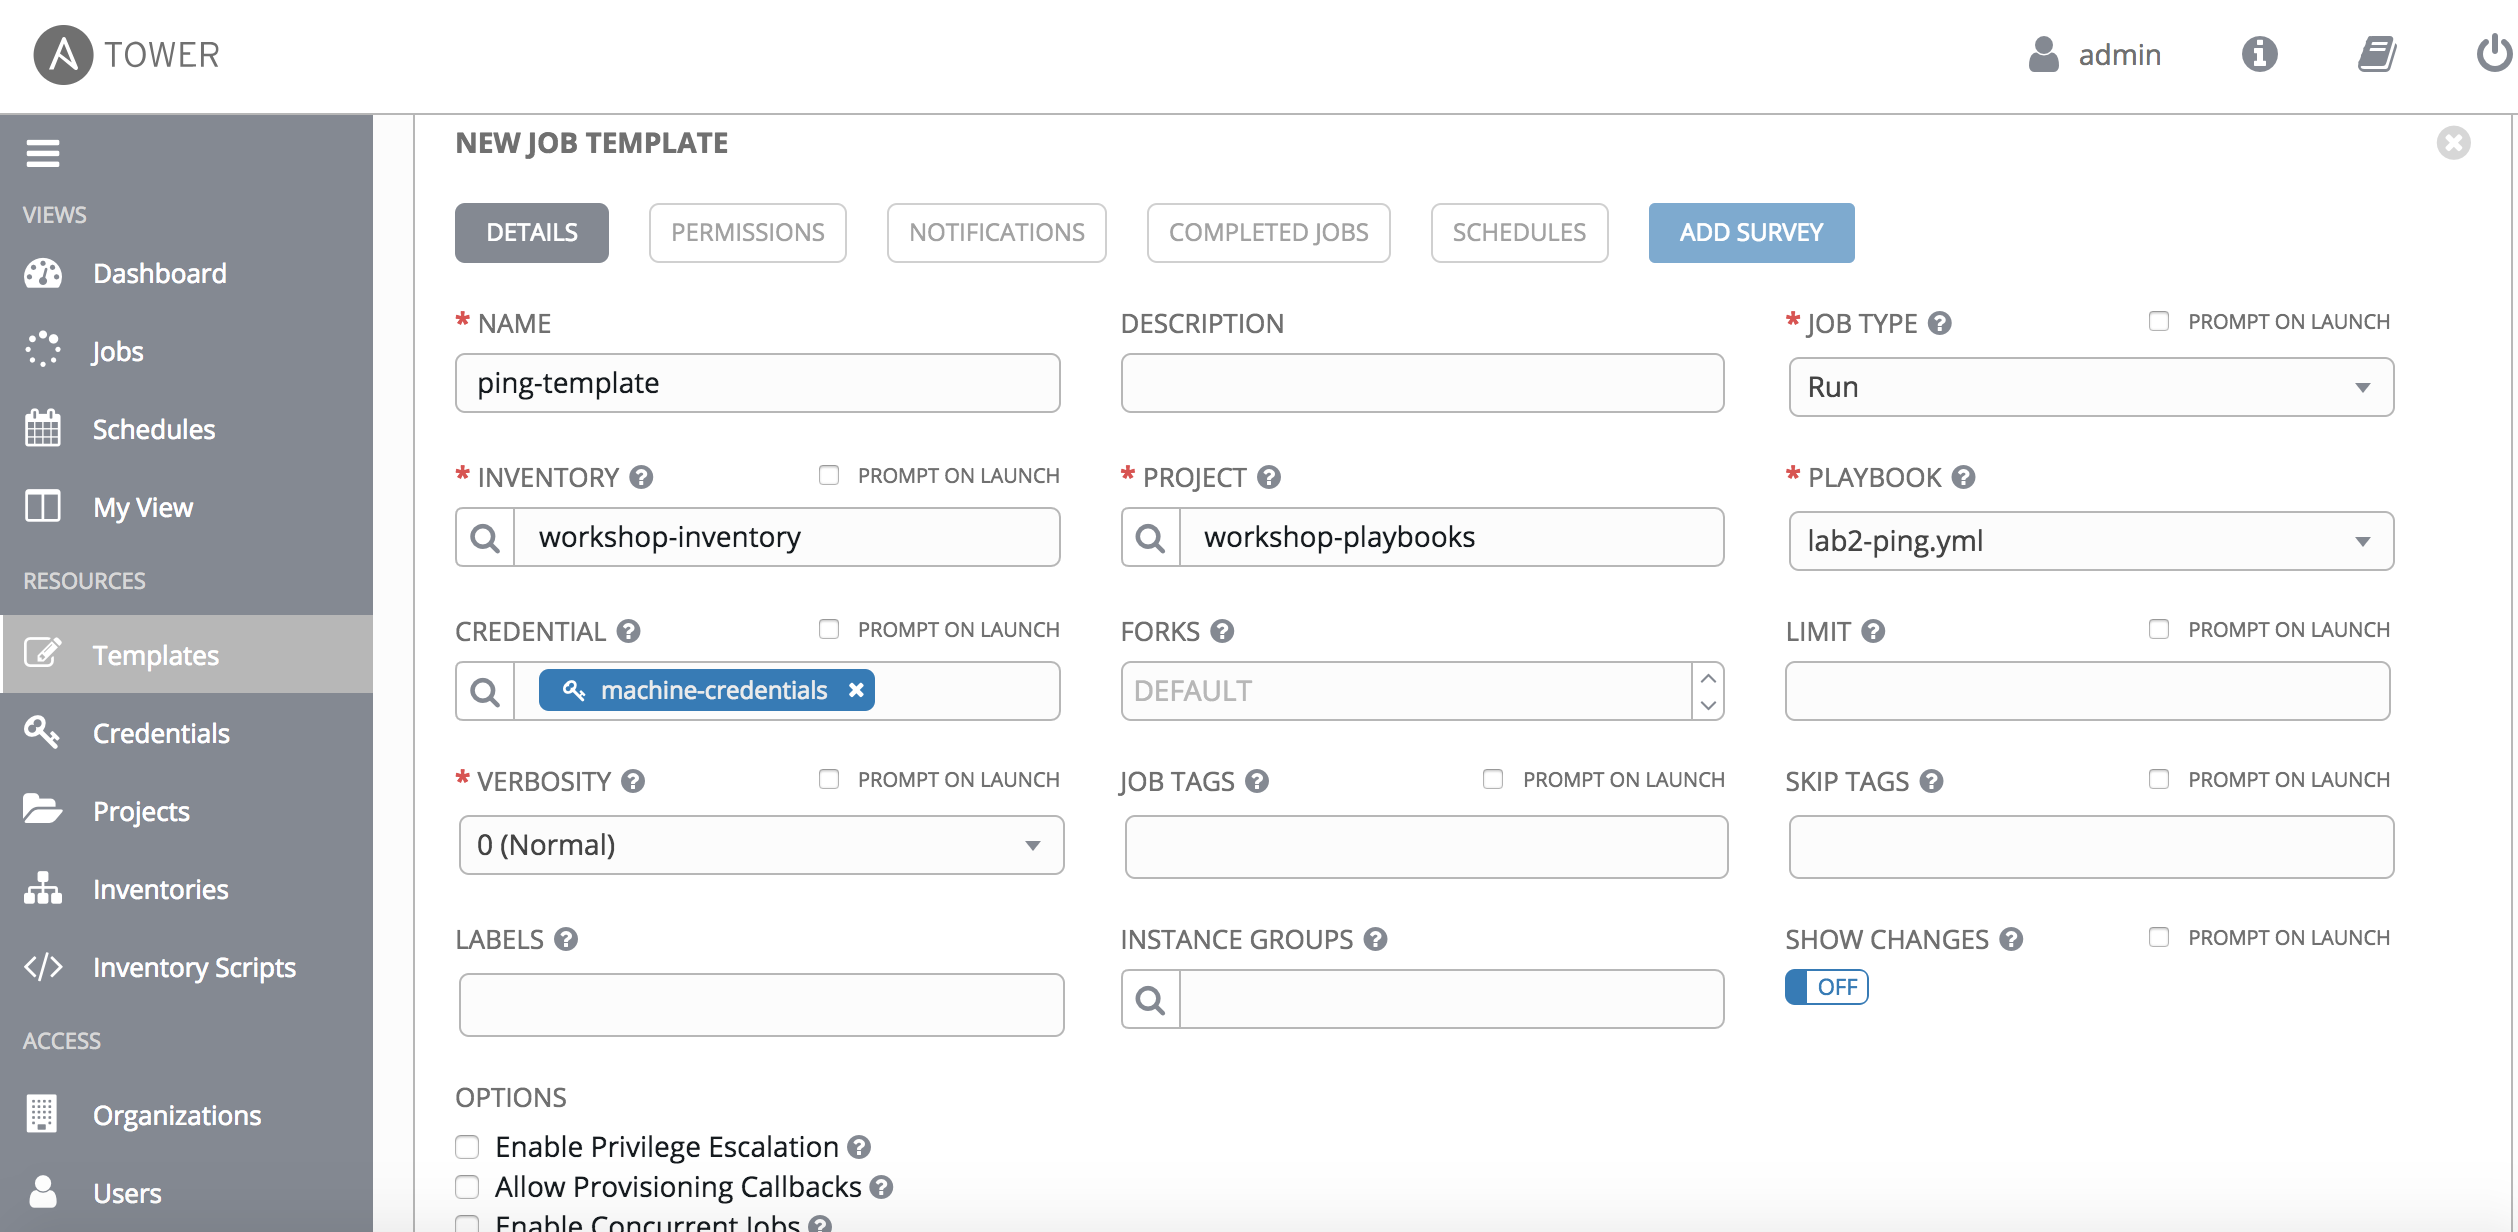 TOWER
admin
VIEWS
Dashboard
Jobs
Schedules
My View
RESOURCES
Templates
Credentials
Projects
Inventories
Inventory Scripts
ACCESS
Organizations
Users
NEW JOB TEMPLATE
DETAILS PERMISSIONS NOTIFICATIONS COMPLETED JOBS SCHEDULES ADD SURVEY
* NAME DESCRIPTION * JOB TYPE ? PROMPT ON LAUNCH
ping-template Run
* INVENTORY ? PROMPT ON LAUNCH * PROJECT ? * PLAYBOOK ?
workshop-inventory workshop-playbooks lab2-ping.yml
CREDENTIAL ? PROMPT ON LAUNCH FORKS ? LIMIT ? PROMPT ON LAUNCH
machine-credentials DEFAULT
* VERBOSITY ? PROMPT ON LAUNCH JOB TAGS ? PROMPT ON LAUNCH SKIP TAGS ? PROMPT ON LAUNCH
0 (Normal)
LABELS ? INSTANCE GROUPS ? SHOW CHANGES ? PROMPT ON LAUNCH
OFF
OPTIONS
Enable Privilege Escalation ?
Allow Provisioning Callbacks ?
Enable Concurrent Jobs ?